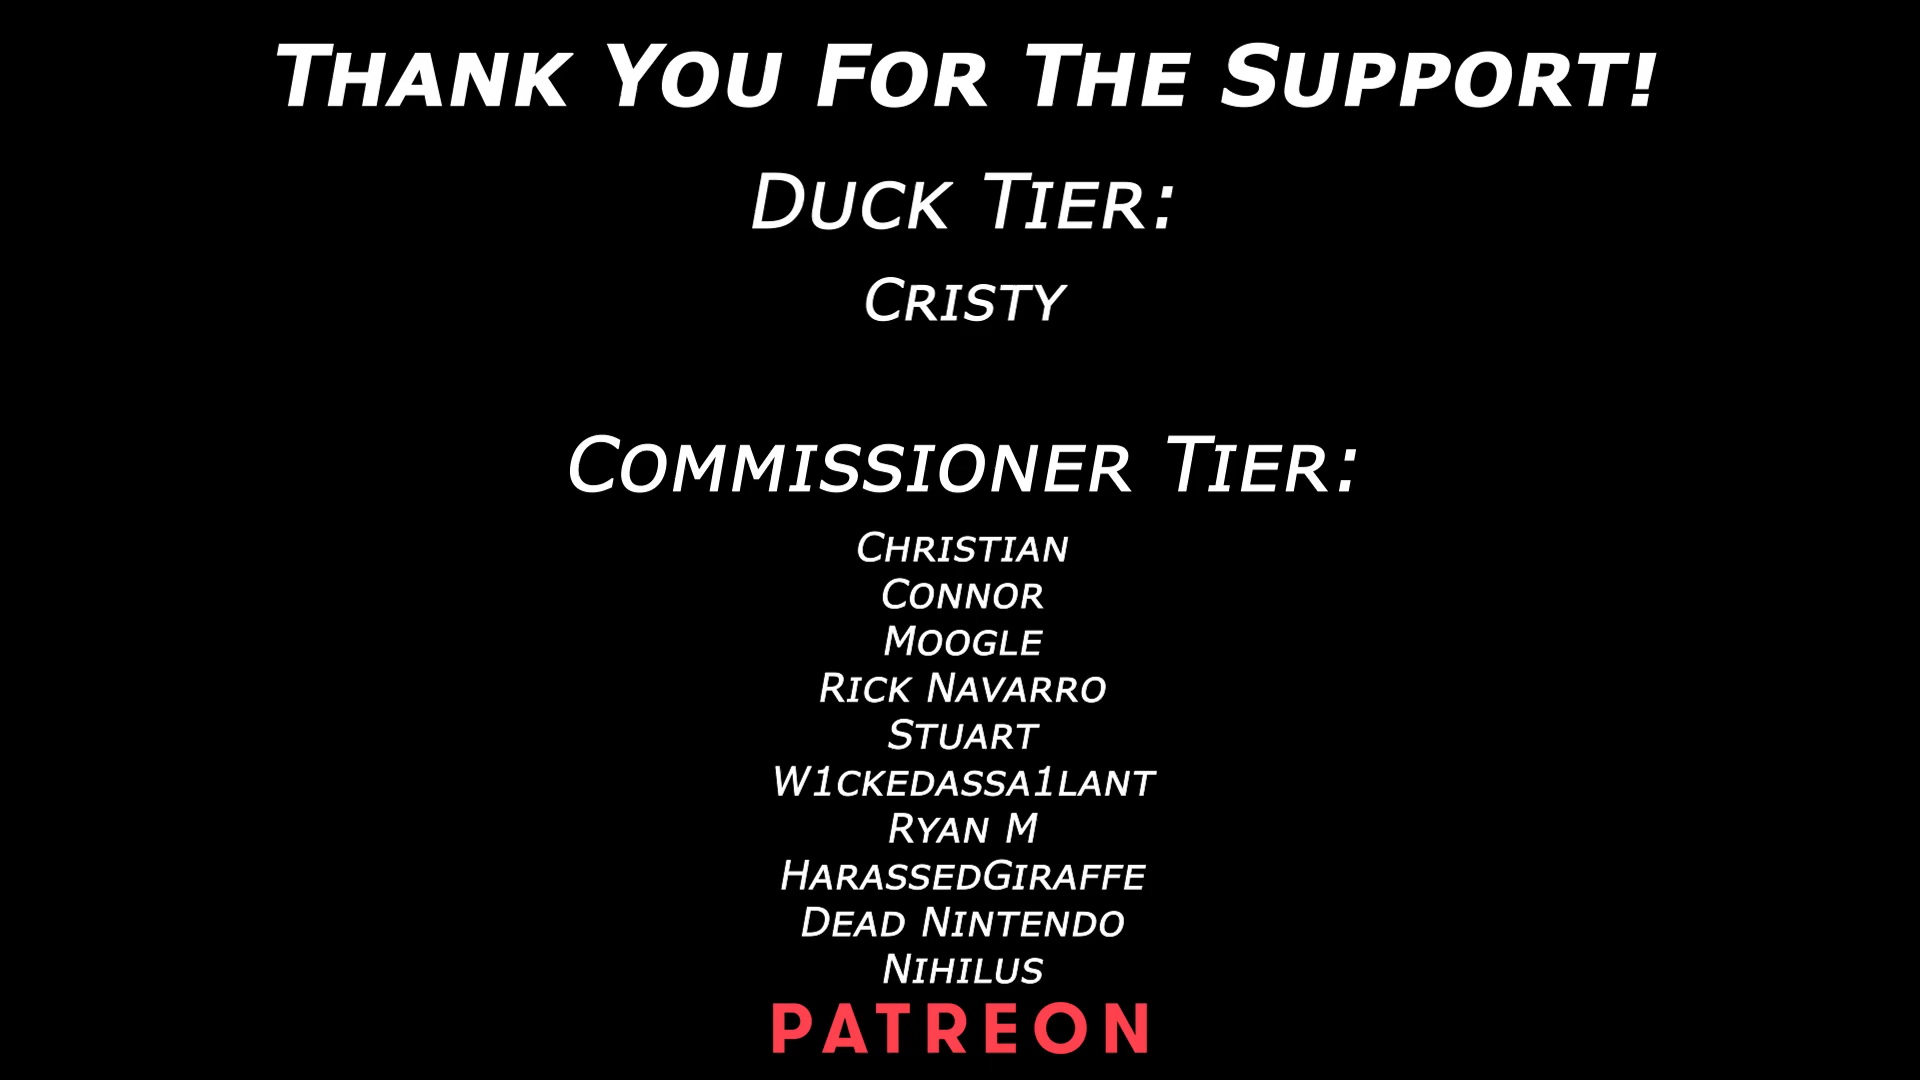 Thank You For The Support!
Duck Tier:
Cristy
Commissioner Tier:
Christian
Connor
Moogle
Rick Navarro
Stuart
W1ckedassa1lant
Ryan M
HarassedGiraffe
Dead Nintendo
Nihilus
PATREON